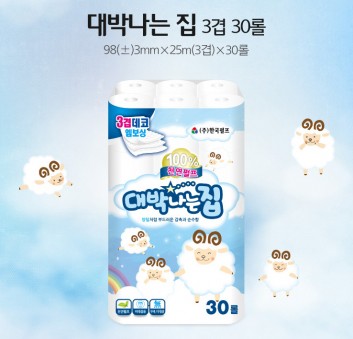 대박나는 집 3겹 30롤
98(±)3mm×25m(3겹)×30롤
3겹데코
엠보싱
(주)한국펄프
100%
천연펄프
대박나는집
30롤